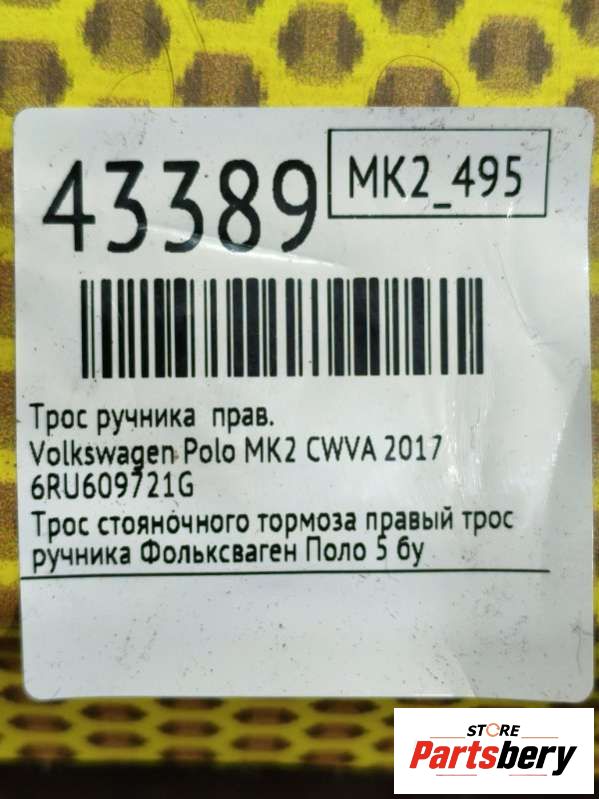 43389
MK2_495
Трос ручника прав.
Volkswagen Polo MK2 CWVA 2017
6RU609721G
Трос стояночного тормоза правый трос
ручника Фольксваген Поло 5 бу
STORE
Partsbery